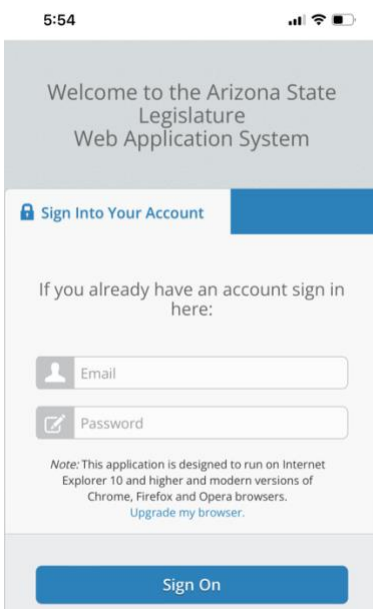 5:54
Welcome to the Arizona State
Legislature
Web Application System
Sign Into Your Account
If you already have an account sign in
here:
Email
Password
Note: This application is designed to run on Internet
Explorer 10 and higher and modern versions of
Chrome, Firefox and Opera browsers.
Upgrade my browser.
Sign On